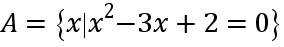 A = {x|x²−3x + 2 = 0}